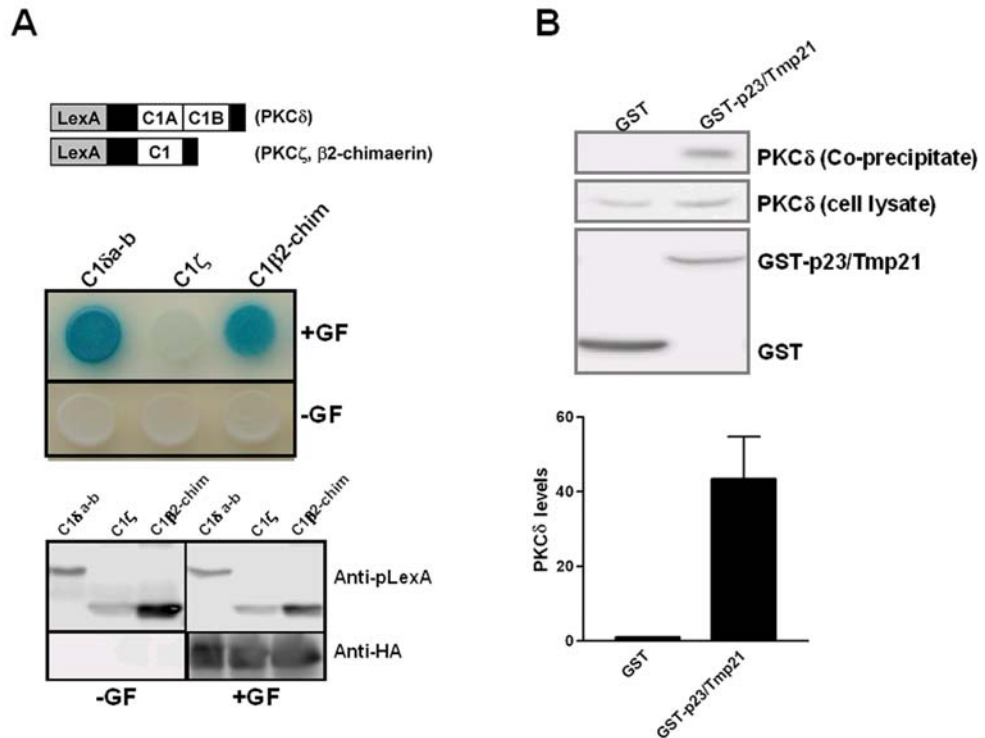 A
LexA C1A C1B (PKCδ)
LexA C1 (PKCζ, β2-chimaerin)
C1δa-b C1ζ C1β2-chim
+GF
-GF
C1δ a-b C1ζ C1β2-chim C1δ a-b C1ζ C1β2-chim
Anti-pLexA
Anti-HA
-GF +GF
B
GST GST-p23/Tmp21
PKCδ (Co-precipitate)
PKCδ (cell lysate)
GST-p23/Tmp21
GST
PKCδ levels
60
40
20
0
GST GST-p23/Tmp21